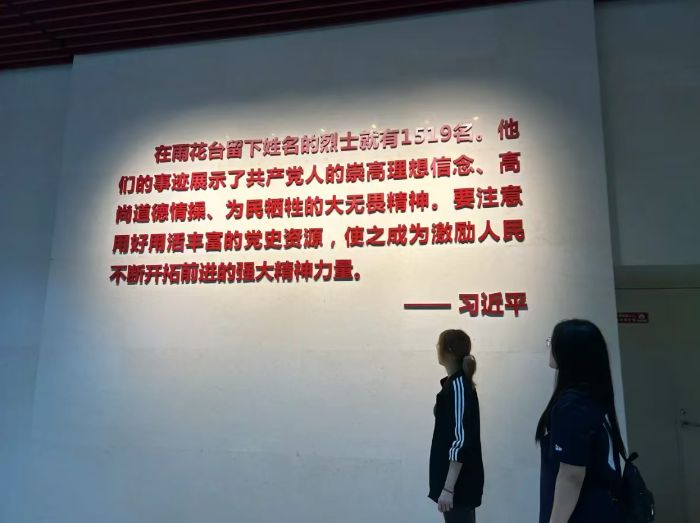 在雨花台留下姓名的烈士就有1519名。他
们的事迹展示了共产党人的崇高理想信念、高
尚道德情操、为民牺牲的大无畏精神。要注意
用好用活丰富的党史资源，使之成为激励人民
不断开拓前进的强大精神力量。
—— 习近平